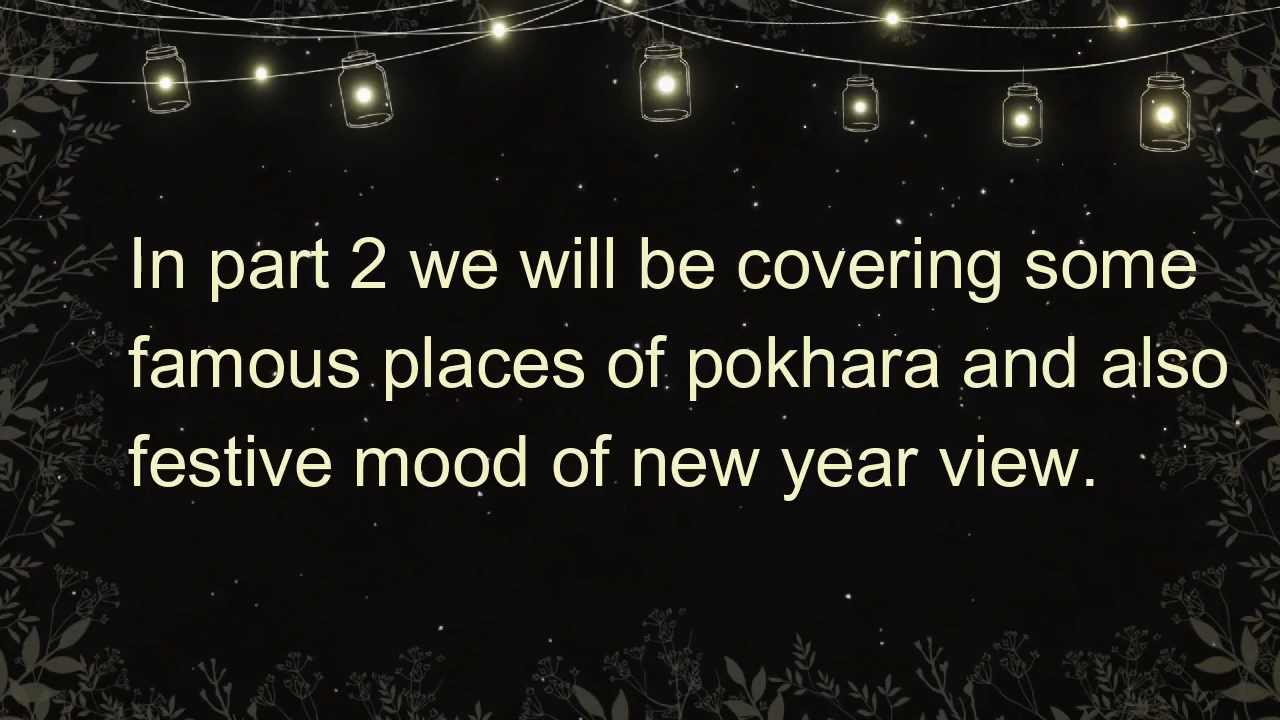 In part 2 we will be covering some
famous places of pokhara and also
festive mood of new year view.